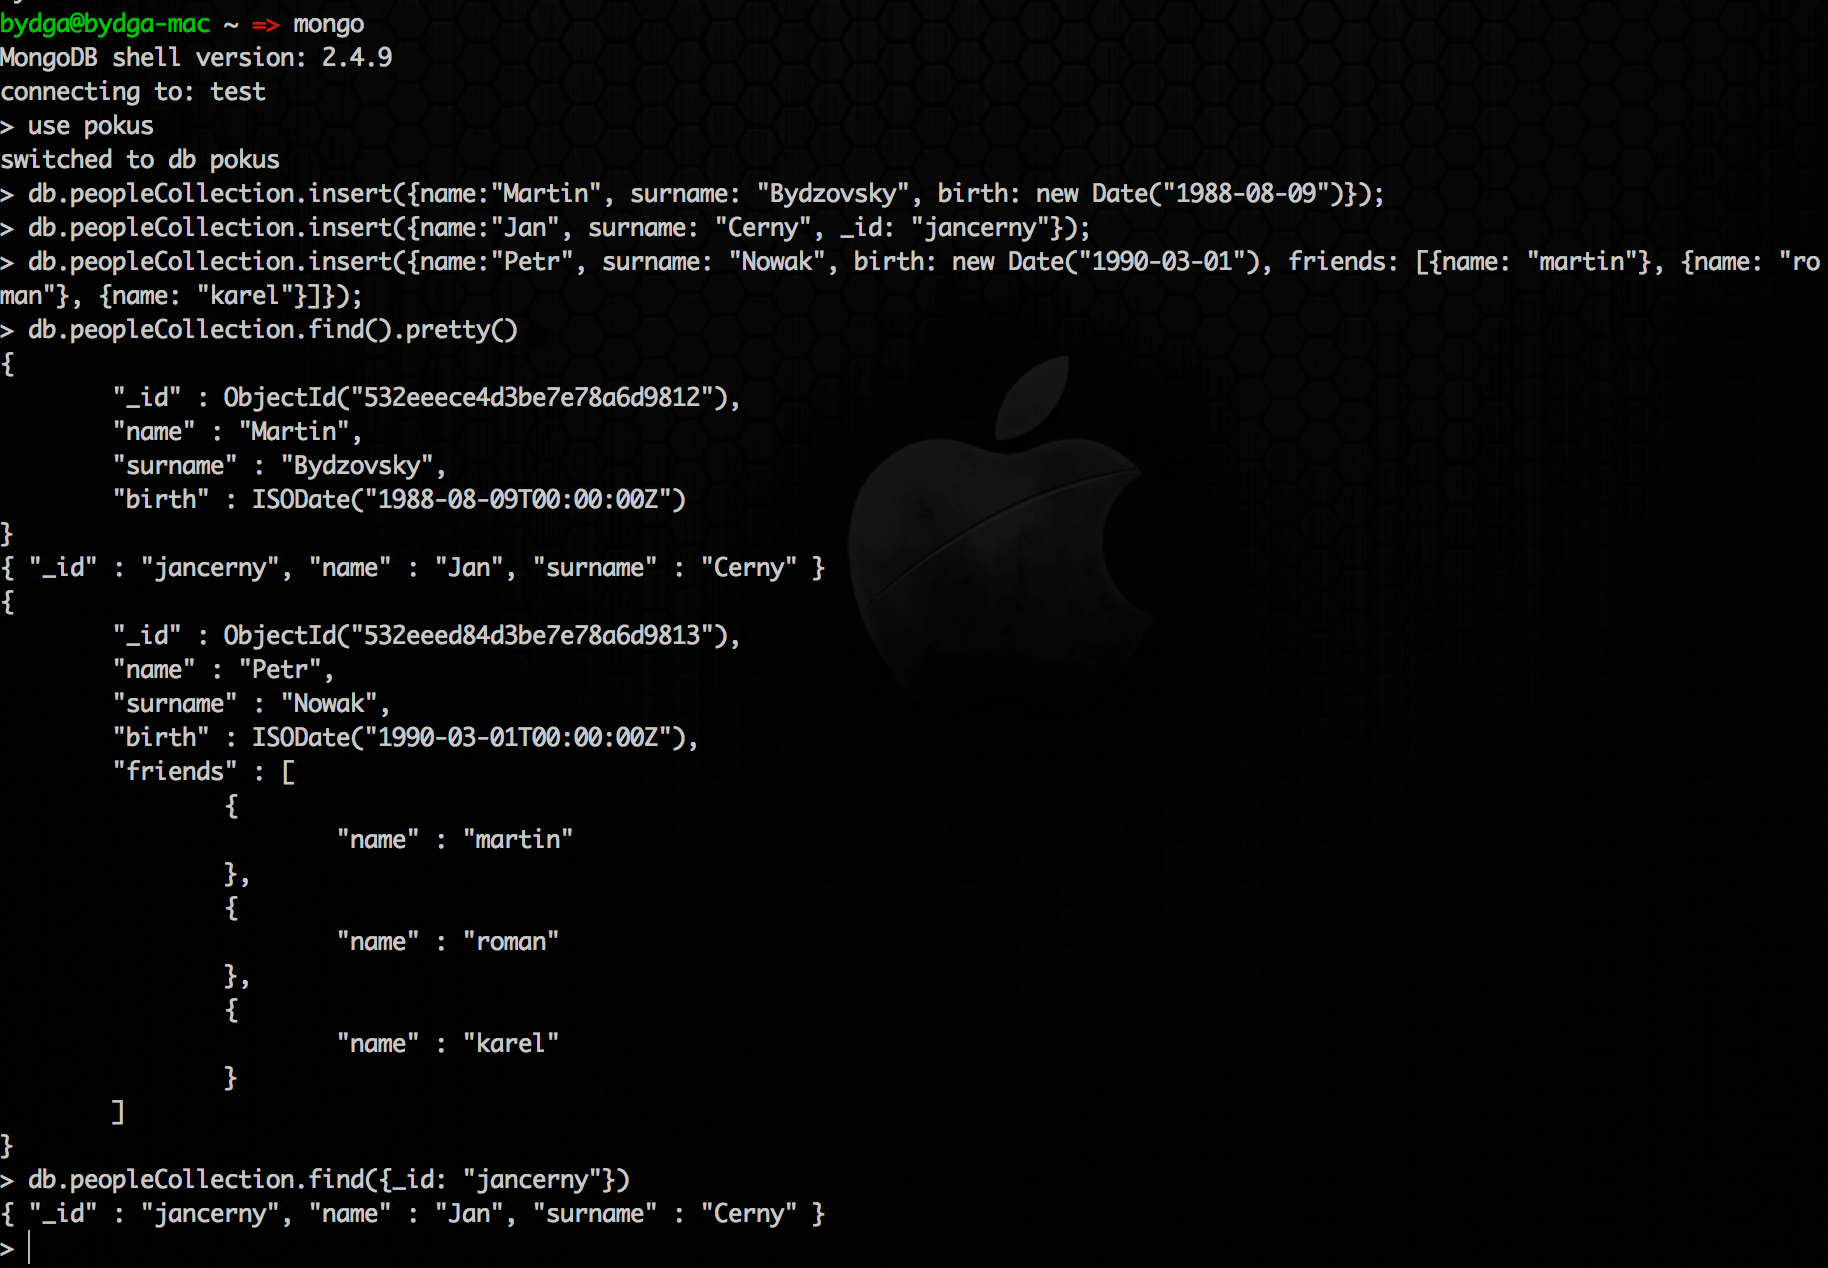 bydga@bydga-mac ~ => mongo
MongoDB shell version: 2.4.9
connecting to: test
> use pokus
switched to db pokus
> db.peopleCollection.insert({name:"Martin", surname: "Bydzovsky", birth: new Date("1988-08-09")});
> db.peopleCollection.insert({name:"Jan", surname: "Cerny", _id: "jancerny"});
> db.peopleCollection.insert({name:"Petr", surname: "Nowak", birth: new Date("1990-03-01"), friends: [{name: "martin"}, {name: "ro
man"}, {name: "karel"}]});
> db.peopleCollection.find().pretty()
{
        "_id" : ObjectId("532eeece4d3be7e78a6d9812"),
        "name" : "Martin",
        "surname" : "Bydzovsky",
        "birth" : ISODate("1988-08-09T00:00:00Z")
}
{ "_id" : "jancerny", "name" : "Jan", "surname" : "Cerny" }
{
        "_id" : ObjectId("532eeed84d3be7e78a6d9813"),
        "name" : "Petr",
        "surname" : "Nowak",
        "birth" : ISODate("1990-03-01T00:00:00Z"),
        "friends" : [
                {
                        "name" : "martin"
                },
                {
                        "name" : "roman"
                },
                {
                        "name" : "karel"
                }
        ]
}
> db.peopleCollection.find({_id: "jancerny"})
{ "_id" : "jancerny", "name" : "Jan", "surname" : "Cerny" }
>